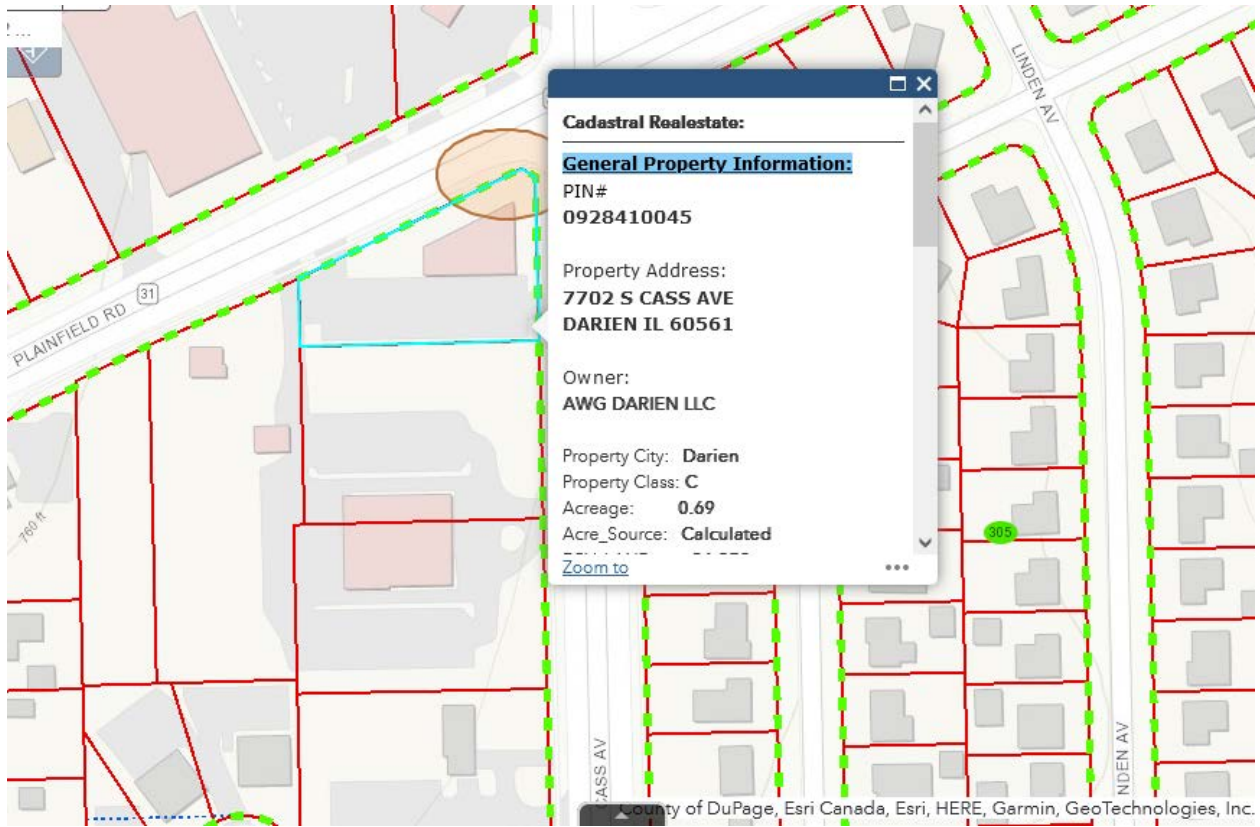 LINDEN AV
Cadastral Realestate:
General Property Information:
PIN#
0928410045
Property Address:
7702 S CASS AVE
DARIEN IL 60561
Owner:
AWG DARIEN LLC
Property City: Darien
Property Class: C
Acreage: 0.69
Acre_Source: Calculated
Zoom to
31
PLAINFIELD RD
760 ft
305
CASS AV
NDEN AV
County of DuPage, Esri Canada, Esri, HERE, Garmin, GeoTechnologies, Inc.